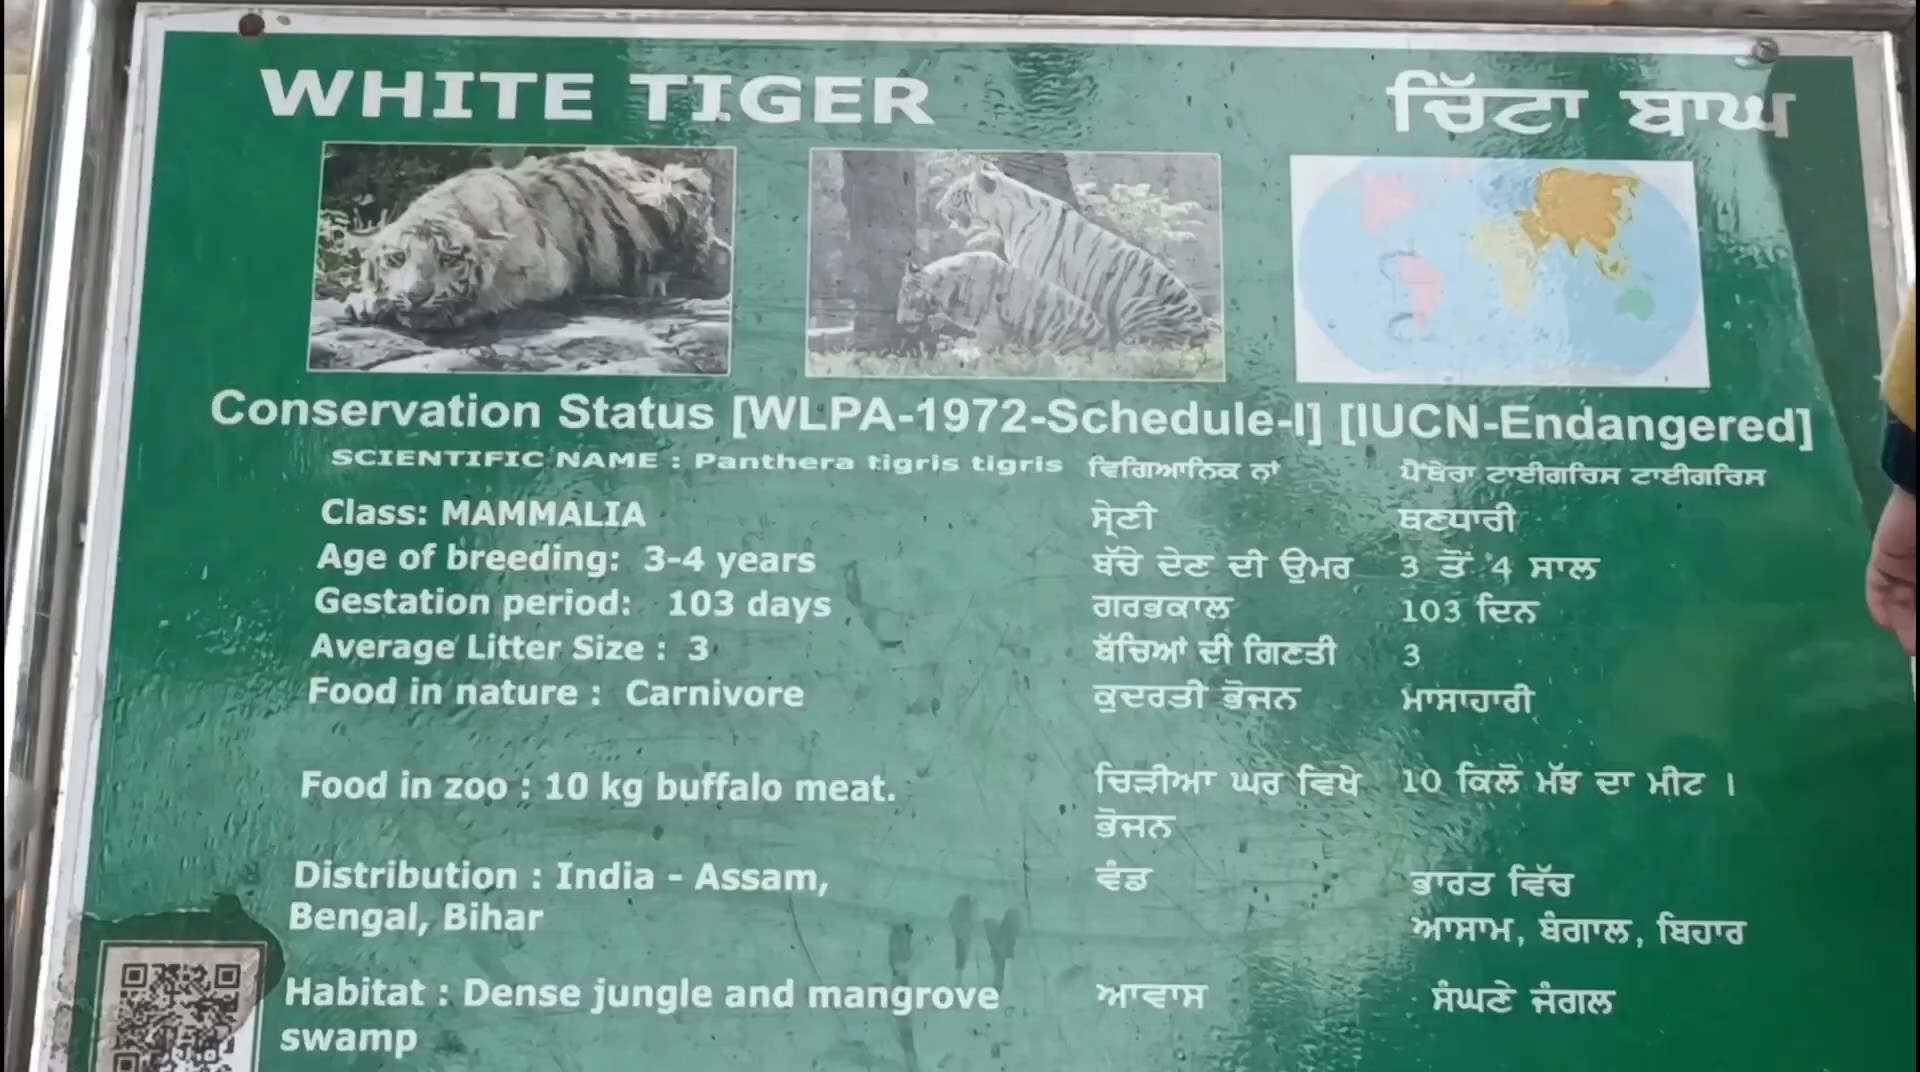 WHITE TIGER ਚਿੱਟਾ ਬਾਘ
Conservation Status [WLPA-1972-Schedule-I] [IUCN-Endangered]
SCIENTIFIC NAME : Panthera tigris tigris ਵਿਗਿਆਨਿਕ ਨਾਂ ਪੈਂਥੇਰਾ ਟਾਈਗਰਿਸ ਟਾਈਗਰਿਸ
Class: MAMMALIA ਸ੍ਰੇਣੀ ਥਣਧਾਰੀ
Age of breeding: 3-4 years ਬੱਚੇ ਦੇਣ ਦੀ ਉਮਰ 3 ਤੋਂ 4 ਸਾਲ
Gestation period: 103 days ਗਰਭਕਾਲ 103 ਦਿਨ
Average Litter Size : 3 ਬੱਚਿਆਂ ਦੀ ਗਿਣਤੀ 3
Food in nature : Carnivore ਕੁਦਰਤੀ ਭੋਜਨ ਮਾਸਾਹਾਰੀ
Food in zoo : 10 kg buffalo meat. ਚਿੜੀਆ ਘਰ ਵਿਖੇ 10 ਕਿਲੋ ਮੱਝ ਦਾ ਮੀਟ ।
ਭੋਜਨ
Distribution : India - Assam, ਵੰਡ ਭਾਰਤ ਵਿੱਚ
Bengal, Bihar ਆਸਾਮ, ਬੰਗਾਲ, ਬਿਹਾਰ
Habitat : Dense jungle and mangrove ਆਵਾਸ ਸੰਘਣੇ ਜੰਗਲ
swamp